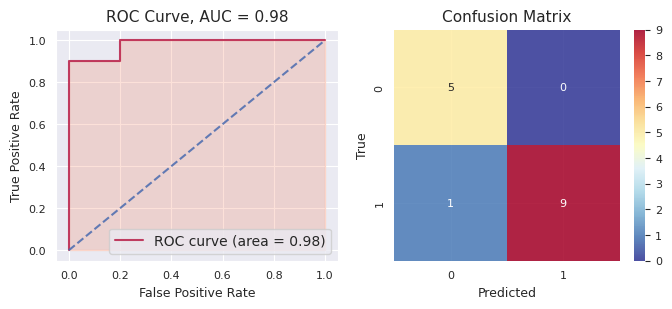 ROC Curve, AUC = 0.98
1.0
0.8
0.6
0.4
0.2
0.0
True Positive Rate
ROC curve (area = 0.98)
0.0 0.2 0.4 0.6 0.8 1.0
False Positive Rate
Confusion Matrix
True
0
1
5 0
1 9
0 1
Predicted
9
8
7
6
5
4
3
2
1
0